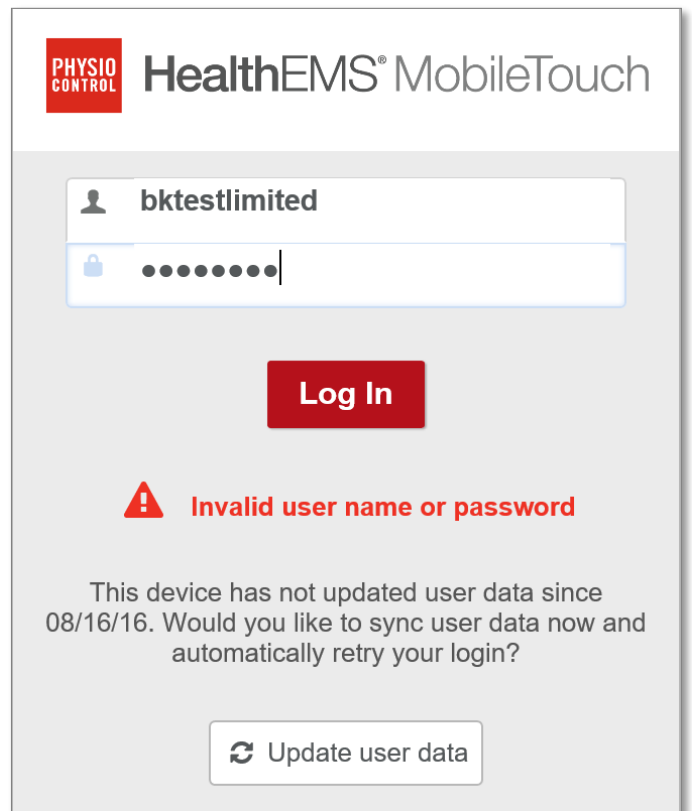 PHYSIO
CONTROL
HealthEMS® MobileTouch
bktestlimited
••••••••
Log In
Invalid user name or password
This device has not updated user data since
08/16/16. Would you like to sync user data now and
automatically retry your login?
Update user data